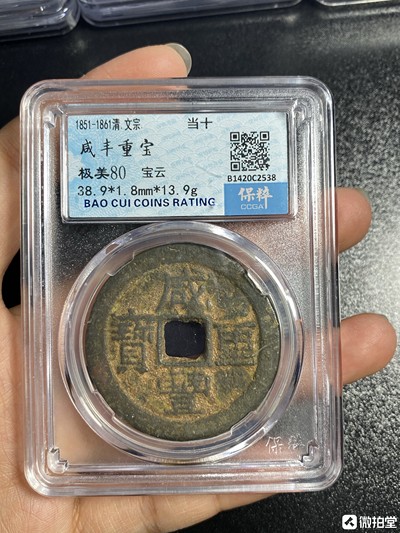 1851-1861清.文宗 当十
咸丰重宝
极美80 宝云
38.9*1.8mm*13.9g
B1420C2538
保粹
CCGA
BAO CUI COINS RATING
咸豐重寶
保粹
微拍堂